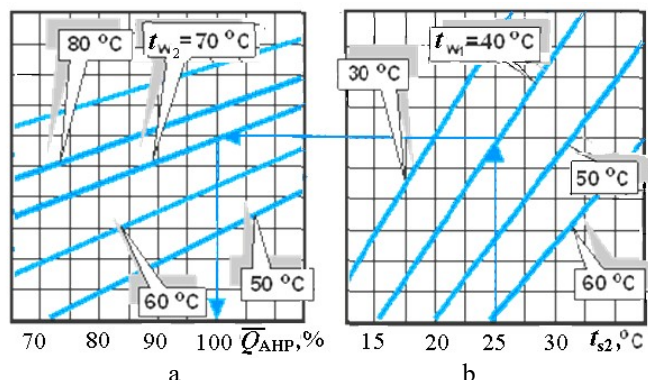 80 °C
t_w2 = 70 °C
t_w1 = 40 °C
30 °C
50 °C
60 °C
50 °C
60 °C
70 80 90 100 Q̅_AHP, %
15 20 25 30 t_s2, °C
a b